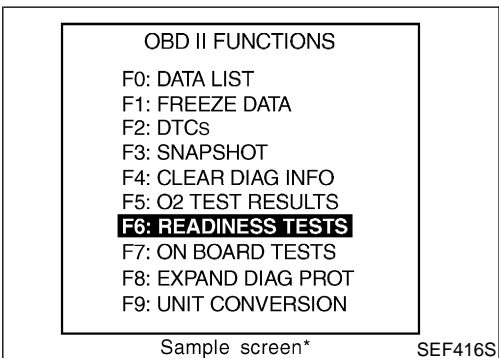 OBD II FUNCTIONS
F0: DATA LIST
F1: FREEZE DATA
F2: DTCs
F3: SNAPSHOT
F4: CLEAR DIAG INFO
F5: O2 TEST RESULTS
F6: READINESS TESTS
F7: ON BOARD TESTS
F8: EXPAND DIAG PROT
F9: UNIT CONVERSION
Sample screen*
SEF416S